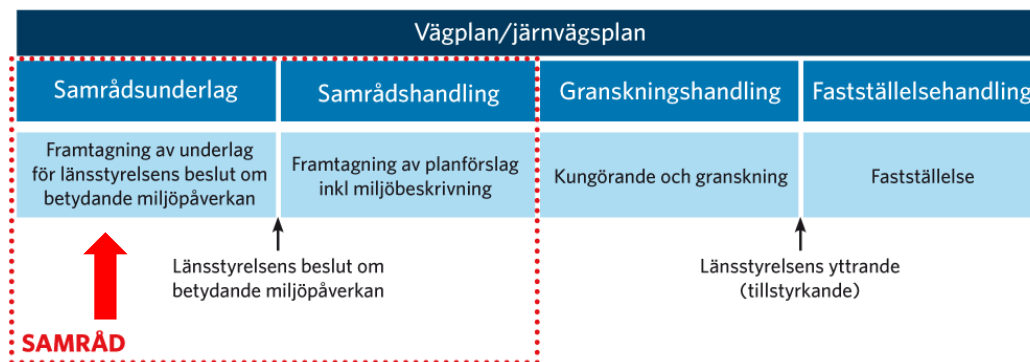 Vägplan/järnvägsplan
Samrådsunderlag
Samrådshandling
Granskningshandling
Fastställelsehandling
Framtagning av underlag
för länsstyrelsens beslut om
betydande miljöpåverkan
Framtagning av planförslag
inkl miljöbeskrivning
Kungörande och granskning
Fastställelse
Länsstyrelsens beslut om
betydande miljöpåverkan
Länsstyrelsens yttrande
(tillstyrkande)
SAMRÅD